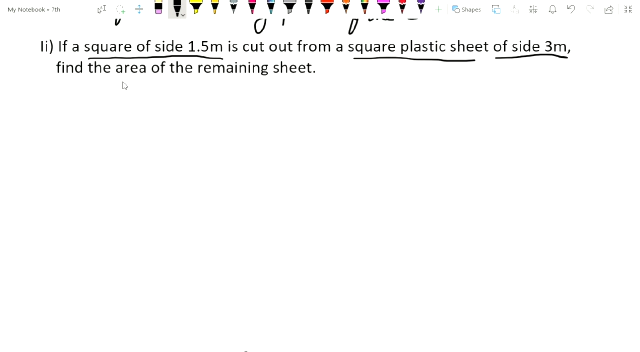 My Notebook • 7th
Shapes
Ii) If a square of side 1.5m is cut out from a square plastic sheet of side 3m,
find the area of the remaining sheet.